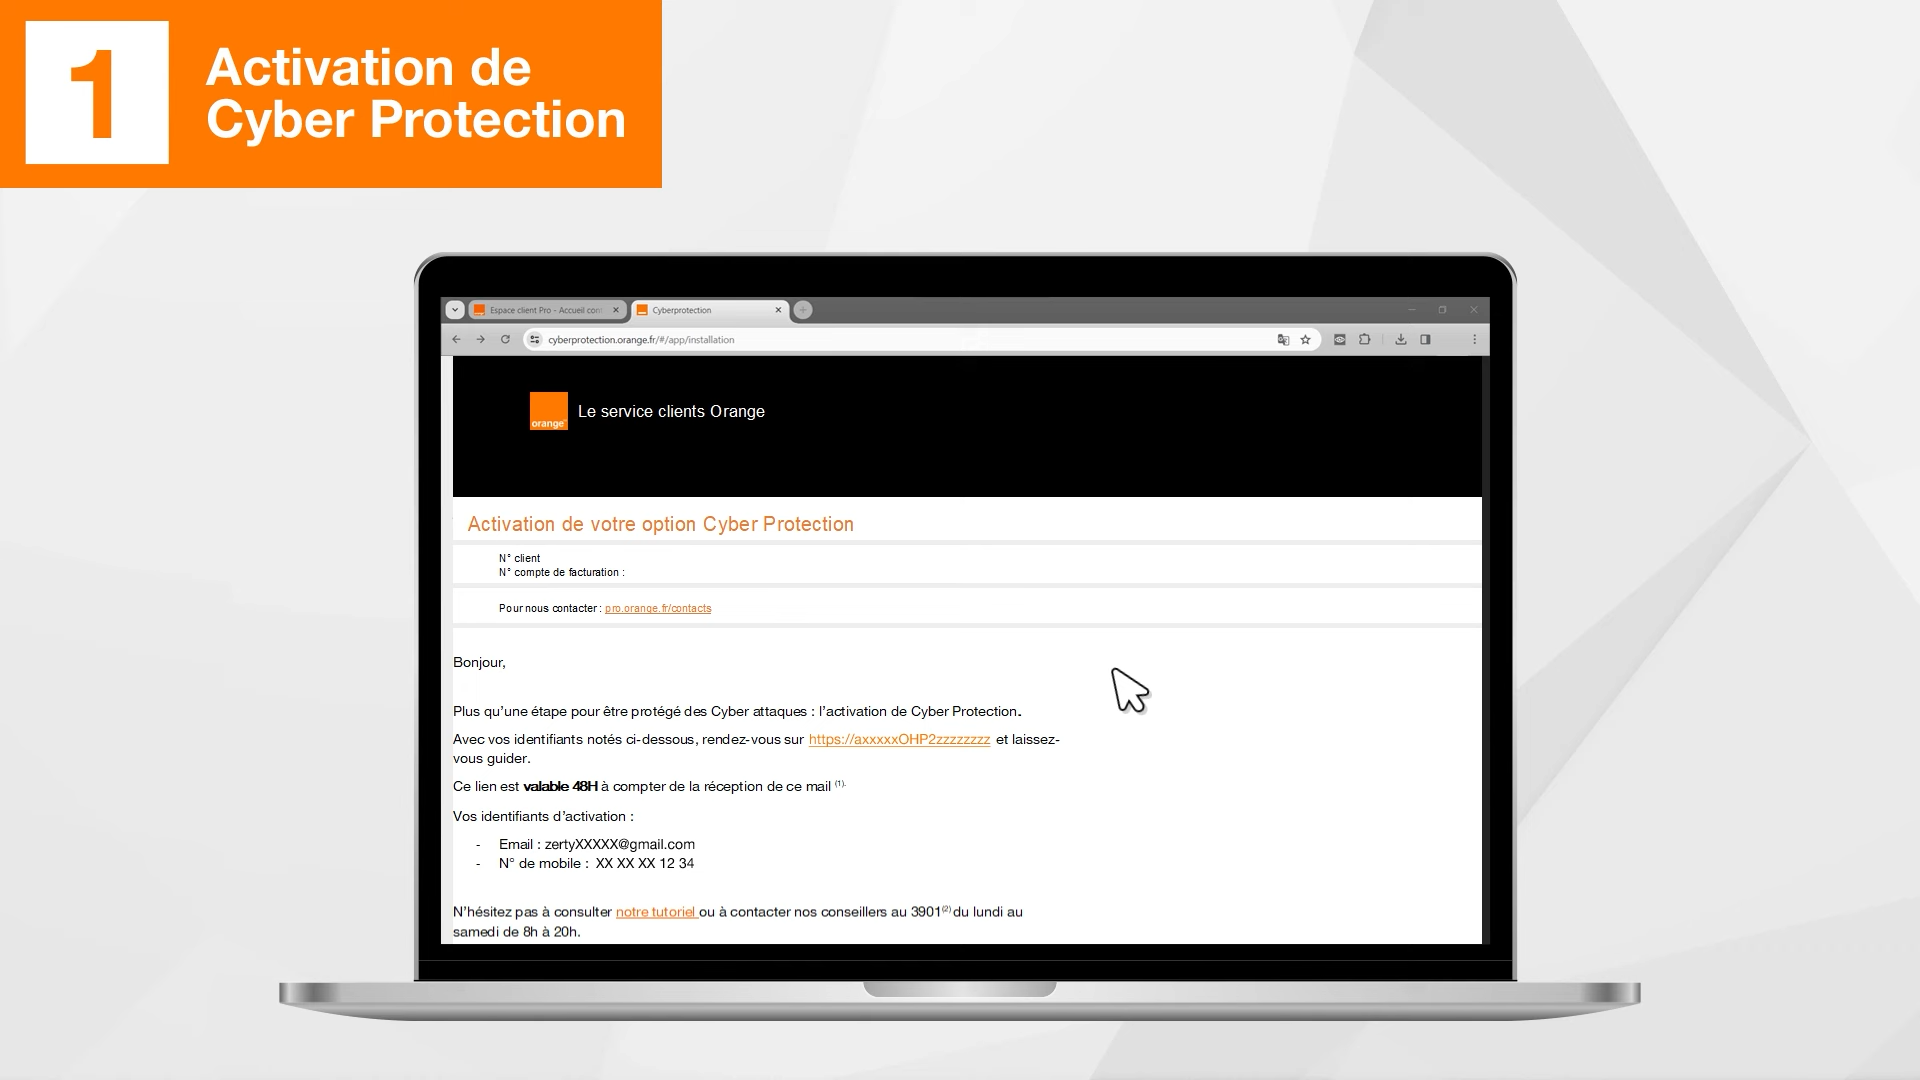 1
Activation de
Cyber Protection
Espace client Pro - Accueil con
Cyberprotection
cyberprotection.orange.fr/#/app/installation
orange
Le service clients Orange
Activation de votre option Cyber Protection
N° client
N° compte de facturation :
Pour nous contacter : pro.orange.fr/contacts
Bonjour,
Plus qu’une étape pour être protégé des Cyber attaques : l’activation de Cyber Protection.
Avec vos identifiants notés ci-dessous, rendez-vous sur https://axxxxxOHP2zzzzzzzz et laissez-
vous guider.
Ce lien est valable 48H à compter de la réception de ce mail (1).
Vos identifiants d’activation :
- Email : zertyXXXXX@gmail.com
- N° de mobile : XX XX XX 12 34
N’hésitez pas à consulter notre tutoriel ou à contacter nos conseillers au 3901(2) du lundi au
samedi de 8h à 20h.